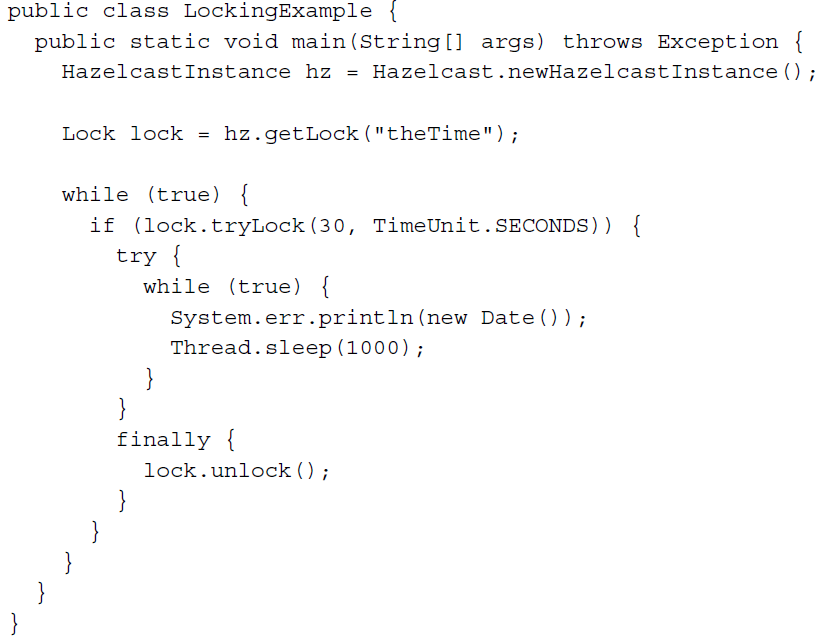 public class LockingExample {
  public static void main(String[] args) throws Exception {
    HazelcastInstance hz = Hazelcast.newHazelcastInstance();

    Lock lock = hz.getLock("theTime");

    while (true) {
      if (lock.tryLock(30, TimeUnit.SECONDS)) {
        try {
          while (true) {
            System.err.println(new Date());
            Thread.sleep(1000);
          }
        }
        finally {
          lock.unlock();
        }
      }
    }
  }
}